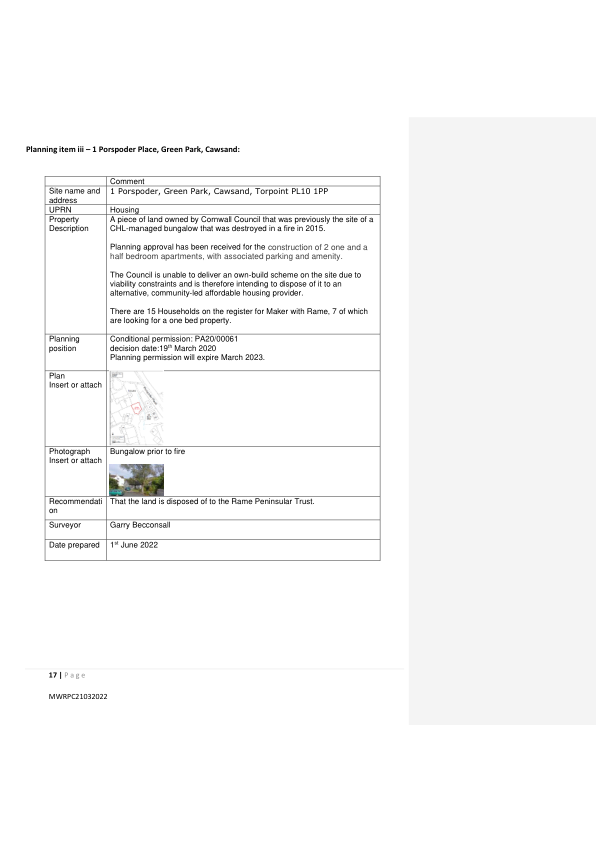 Planning item iii – 1 Porspoder Place, Green Park, Cawsand:
Comment
Site name and
address
1 Porspoder, Green Park, Cawsand, Torpoint PL10 1PP
UPRN
Housing
Property
Description
A piece of land owned by Cornwall Council that was previously the site of a
CHL-managed bungalow that was destroyed in a fire in 2015.
Planning approval has been received for the construction of 2 one and a
half bedroom apartments, with associated parking and amenity.
The Council is unable to deliver an own-build scheme on the site due to
viability constraints and is therefore intending to dispose of it to an
alternative, community-led affordable housing provider.
There are 15 Households on the register for Maker with Rame, 7 of which
are looking for a one bed property.
Planning
position
Conditional permission: PA20/00061
decision date:19th March 2020
Planning permission will expire March 2023.
Plan
Insert or attach
Photograph
Insert or attach
Bungalow prior to fire
Recommendati
on
That the land is disposed of to the Rame Peninsular Trust.
Surveyor
Garry Becconsall
Date prepared
1st June 2022
17 | Page
MWRPC21032022